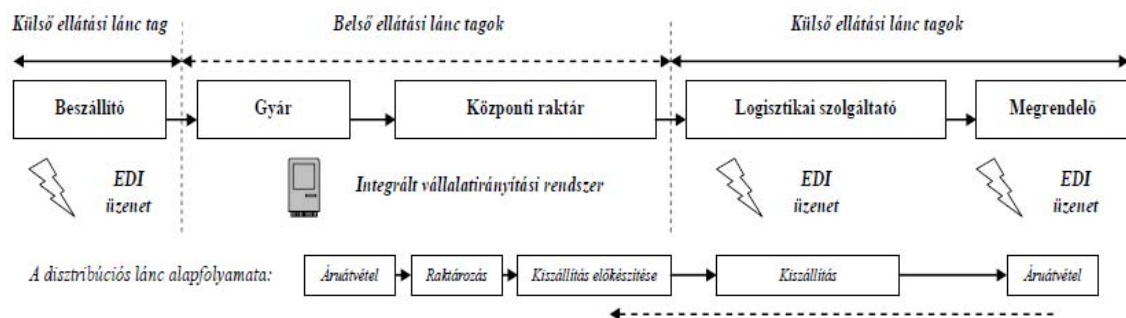 Külső ellátási lánc tag
Belső ellátási lánc tagok
Külső ellátási lánc tagok
Beszállító
Gyár
Központi raktár
Logisztikai szolgáltató
Megrendelő
EDI
üzenet
Integrált vállalatirányítási rendszer
EDI
üzenet
EDI
üzenet
A disztribúciós lánc alapfolyamata:
Áruátvétel
Raktározás
Kiszállítás előkészítése
Kiszállítás
Áruátvétel